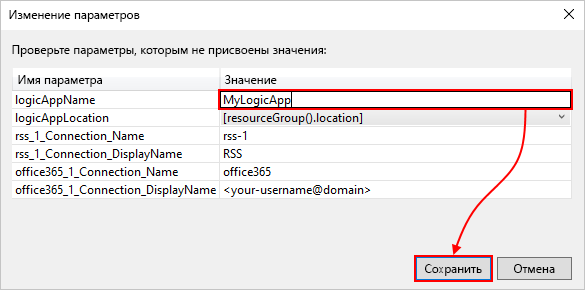 Изменение параметров
Проверьте параметры, которым не присвоены значения:
Имя параметра Значение
logicAppName MyLogicApp
logicAppLocation [resourceGroup().location]
rss_1_Connection_Name rss-1
rss_1_Connection_DisplayName RSS
office365_1_Connection_Name office365
office365_1_Connection_DisplayName <your-username@domain>
Сохранить Отмена